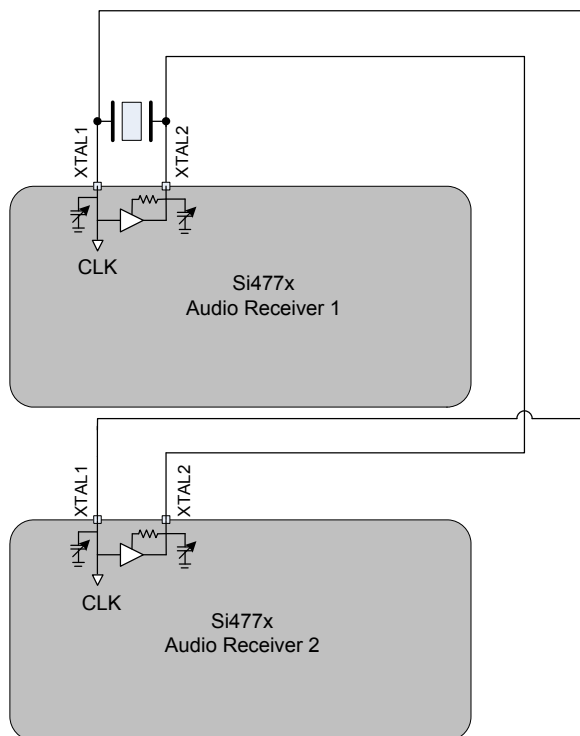 XTAL1
XTAL2
CLK
Si477x
Audio Receiver 1
XTAL1
XTAL2
CLK
Si477x
Audio Receiver 2